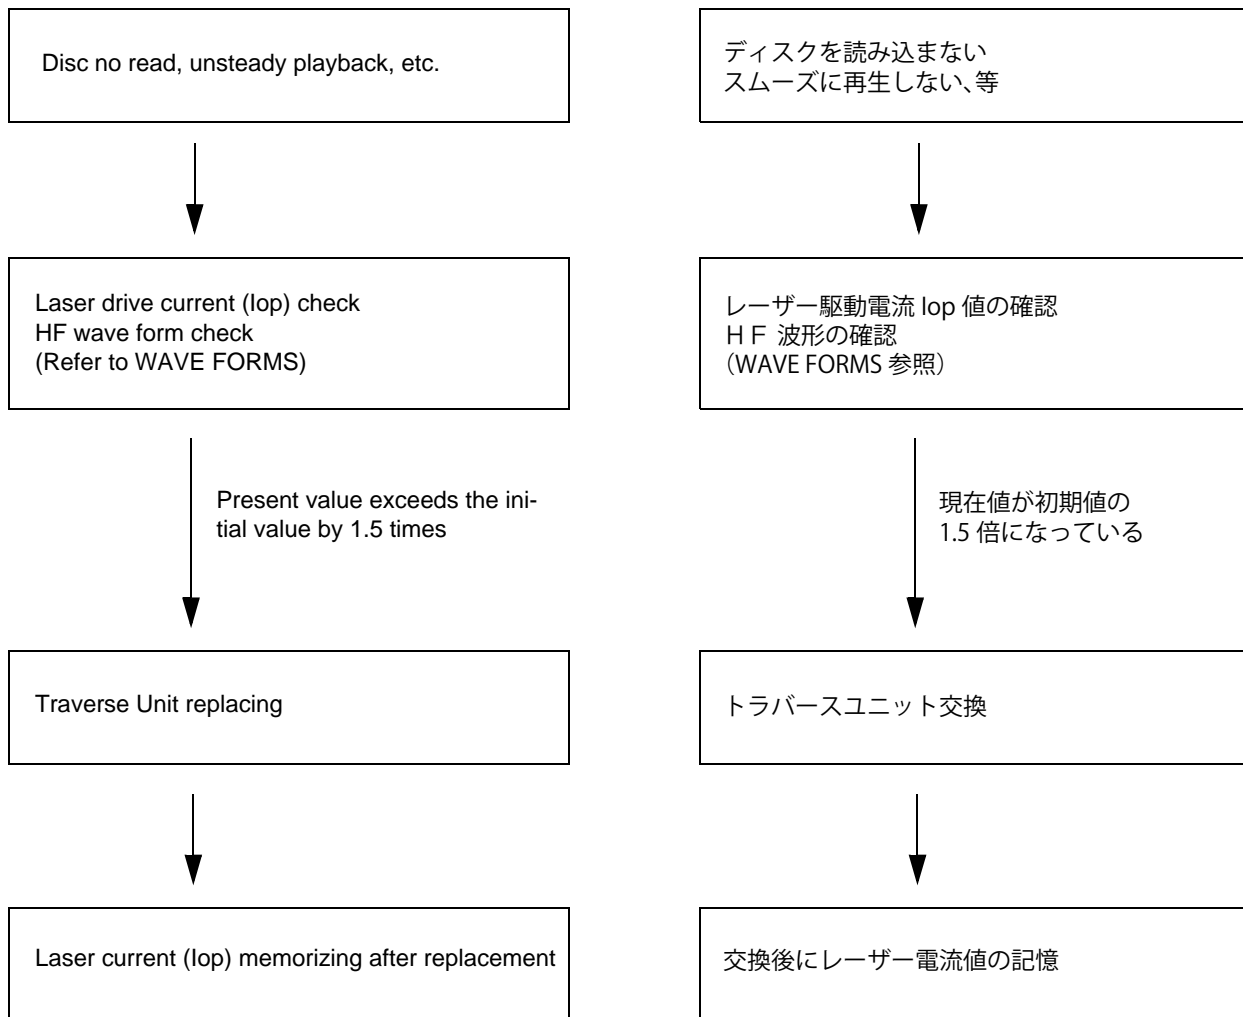 Disc no read, unsteady playback, etc.
Laser drive current (Iop) check
HF wave form check
(Refer to WAVE FORMS)
Present value exceeds the ini-
tial value by 1.5 times
Traverse Unit replacing
Laser current (Iop) memorizing after replacement
ディスクを読み込まない
スムーズに再生しない、等
レーザー駆動電流 Iop 値の確認
ＨＦ 波形の確認
（WAVE FORMS 参照）
現在値が初期値の
1.5 倍になっている
トラバースユニット交換
交換後にレーザー電流値の記憶